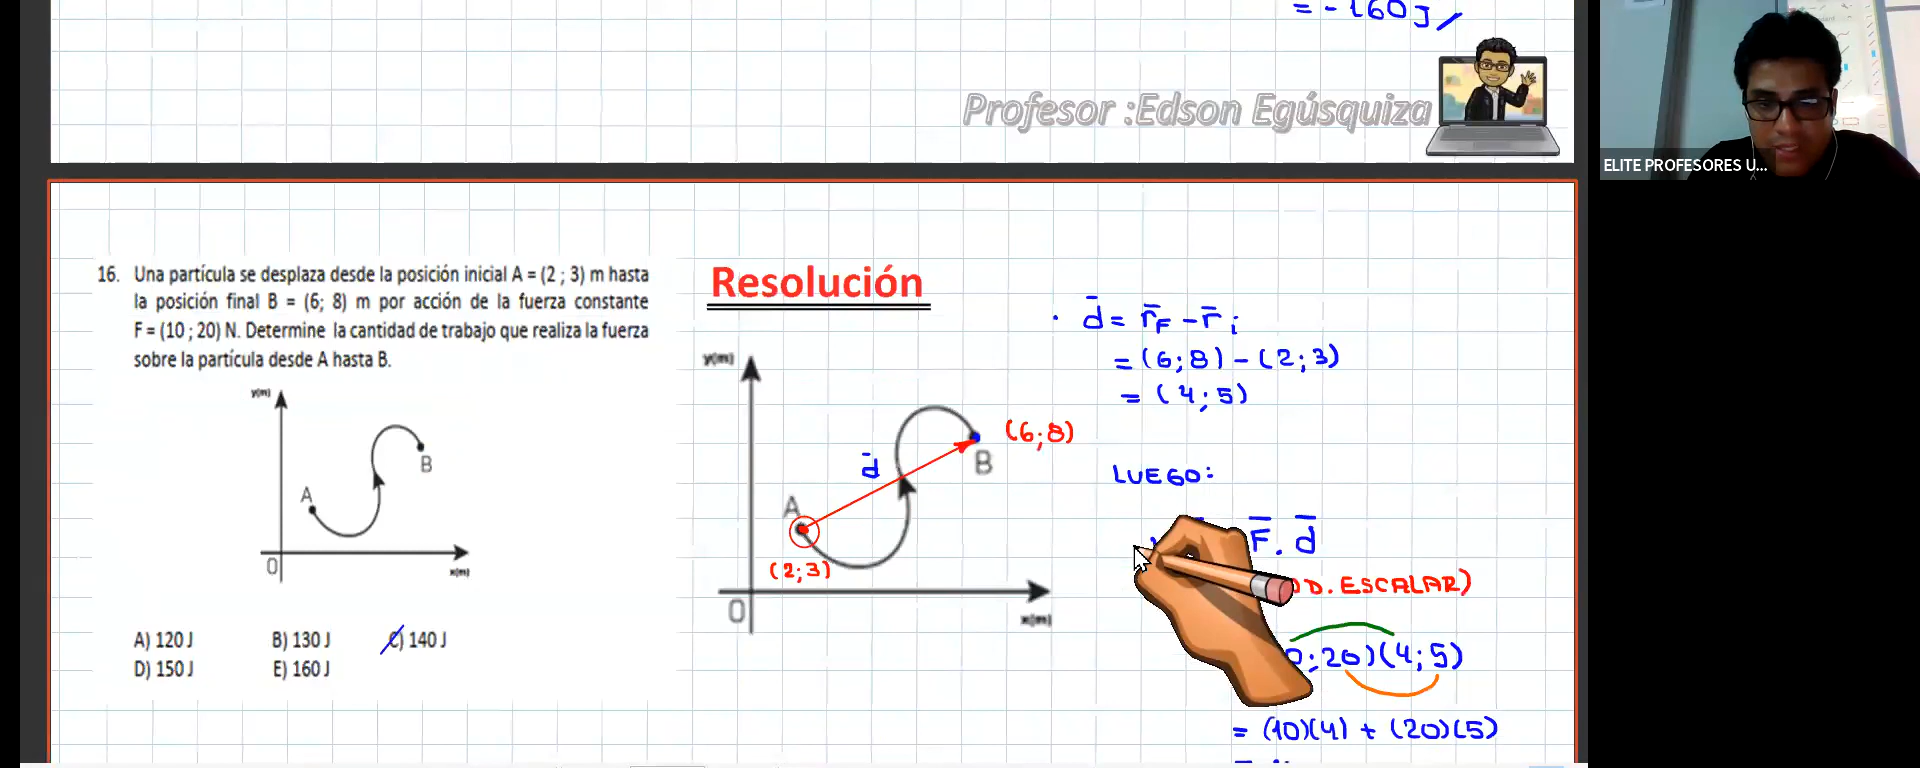 = - 160 J
Profesor :Edson Egúsquiza
ELITE PROFESORES U...
16. Una partícula se desplaza desde la posición inicial A = (2 ; 3) m hasta
la posición final B = (6; 8) m por acción de la fuerza constante
F = (10 ; 20) N. Determine la cantidad de trabajo que realiza la fuerza
sobre la partícula desde A hasta B.
y(m)
A
B
0
x(m)
A) 120 J B) 130 J C) 140 J
D) 150 J E) 160 J
Resolución
y(m)
d̄
A
(2;3)
B
(6;8)
0
x(m)
· d̄ = r̄F - r̄i
= (6;8) - (2;3)
= (4;5)
LUEGO:
F̄. d̄
OD. ESCALAR)
0;20)(4;5)
= (10)(4) + (20)(5)